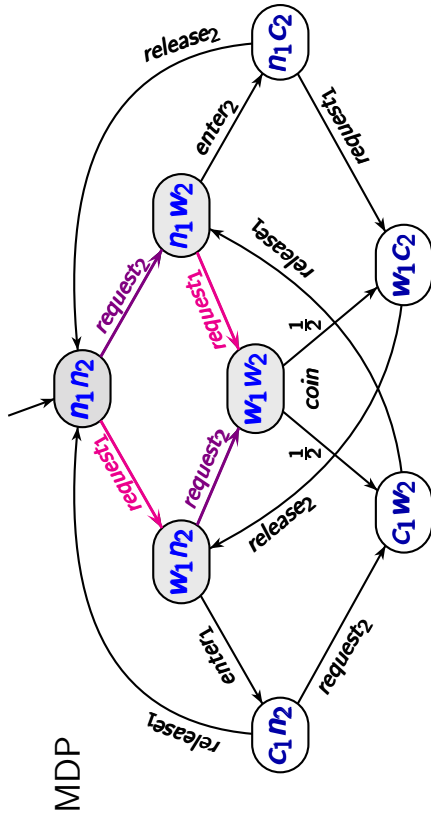 MDP
n₁n₂
release₁
release₂
request₁
request₂
w₁n₂
n₁w₂
enter₁
request₂
request₁
enter₂
c₁n₂
w₁w₂
n₁c₂
request₂
release₂
1/2
coin
1/2
release₁
request₁
c₁w₂
w₁c₂